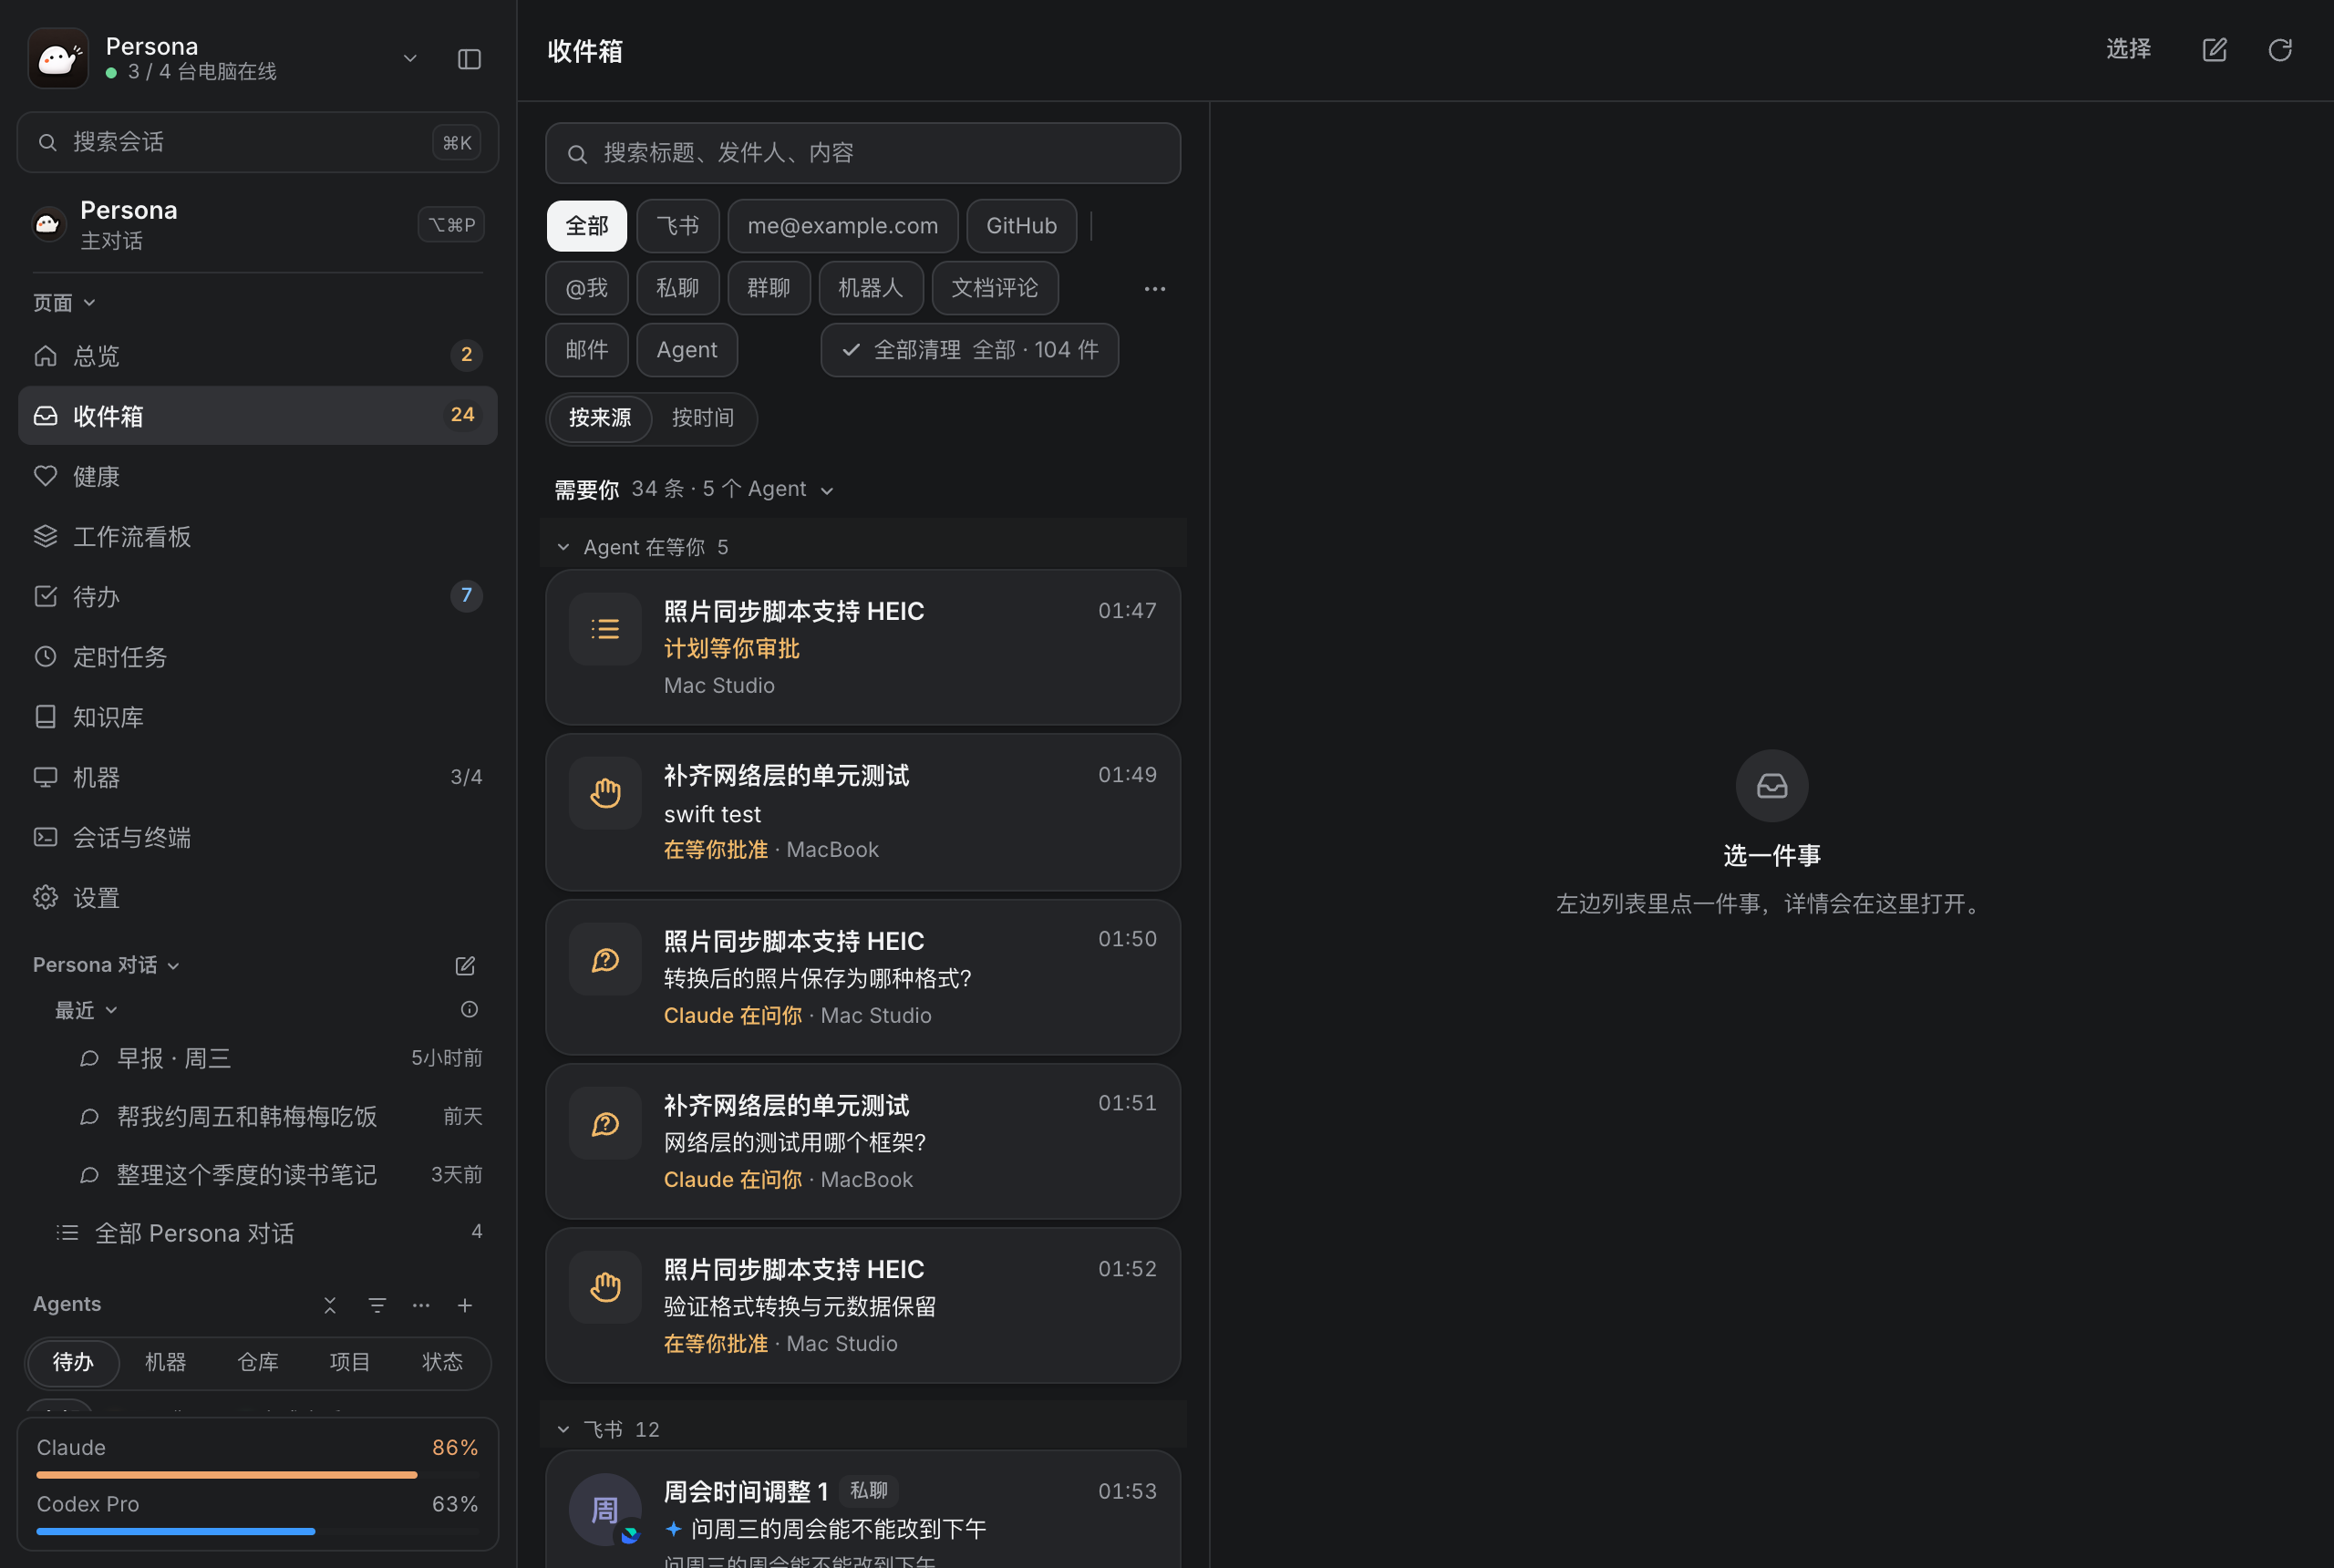 Persona
3 / 4 台电脑在线
搜索会话 ⌘K
Persona
主对话
⌥⌘P
页面
总览 2
收件箱 24
健康
工作流看板
待办 7
定时任务
知识库
机器 3/4
会话与终端
设置
Persona 对话
最近
早报 · 周三 5小时前
帮我约周五和韩梅梅吃饭 前天
整理这个季度的读书笔记 3天前
全部 Persona 对话 4
Agents
待办 机器 仓库 项目 状态
Claude 86%
Codex Pro 63%
收件箱 选择
搜索标题、发件人、内容
全部 飞书 me@example.com GitHub
@我 私聊 群聊 机器人 文档评论
邮件 Agent 全部清理 全部 · 104 件
按来源 按时间
需要你 34 条 · 5 个 Agent
Agent 在等你 5
照片同步脚本支持 HEIC 01:47
计划等你审批
Mac Studio
补齐网络层的单元测试 01:49
swift test
在等你批准 · MacBook
照片同步脚本支持 HEIC 01:50
转换后的照片保存为哪种格式?
Claude 在问你 · Mac Studio
补齐网络层的单元测试 01:51
网络层的测试用哪个框架?
Claude 在问你 · MacBook
照片同步脚本支持 HEIC 01:52
验证格式转换与元数据保留
在等你批准 · Mac Studio
飞书 12
周
周会时间调整 1 私聊 01:53
问周三的周会能不能改到下午
问周三的周会能不能改到下午
选一件事
左边列表里点一件事，详情会在这里打开。